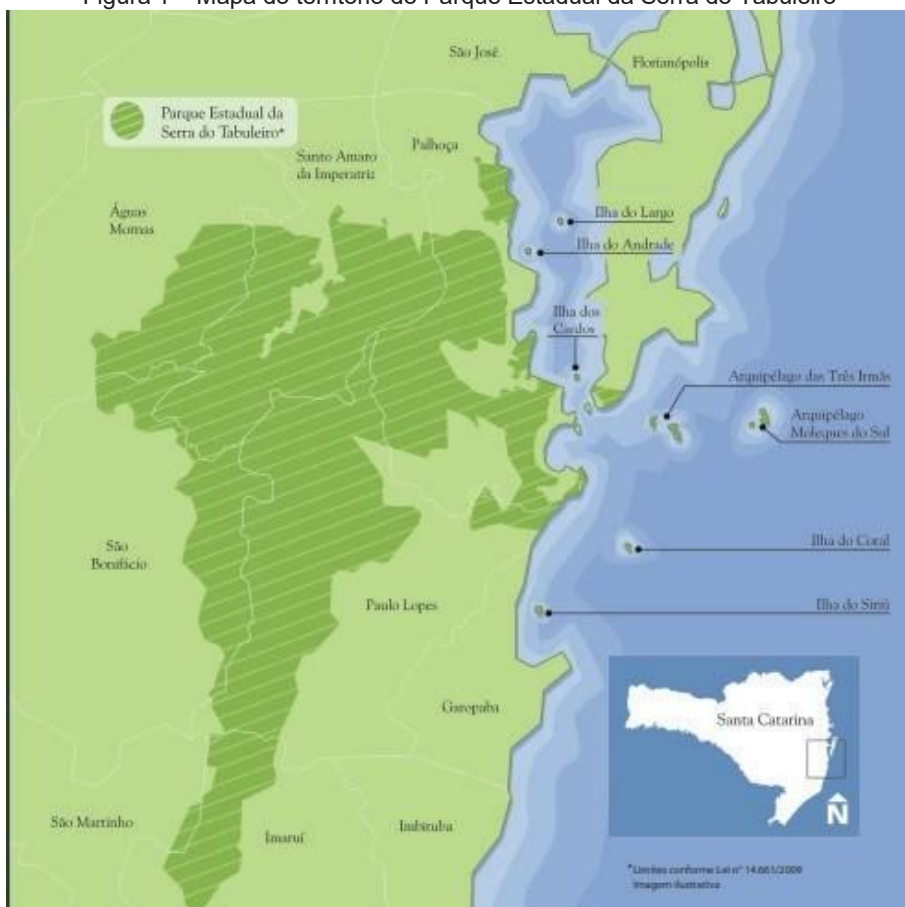 Figura 1 – Mapa do território do Parque Estadual da Serra do Tabuleiro
São José
Florianópolis
Parque Estadual da
Serra do Tabuleiro*
Palhoça
Santo Amaro
da Imperatriz
Águas
Mornas
Ilha do Largo
Ilha do Andrade
Ilha dos
Cardos
Arquipélago das Três Irmãs
Arquipélago
Moleques do Sul
São
Bonifácio
Ilha do Coral
Paulo Lopes
Ilha do Siriú
Garopaba
Santa Catarina
N
São Martinho
Imaruí
Imbituba
*Limites conforme Lei nº 14.661/2009
Imagem ilustrativa